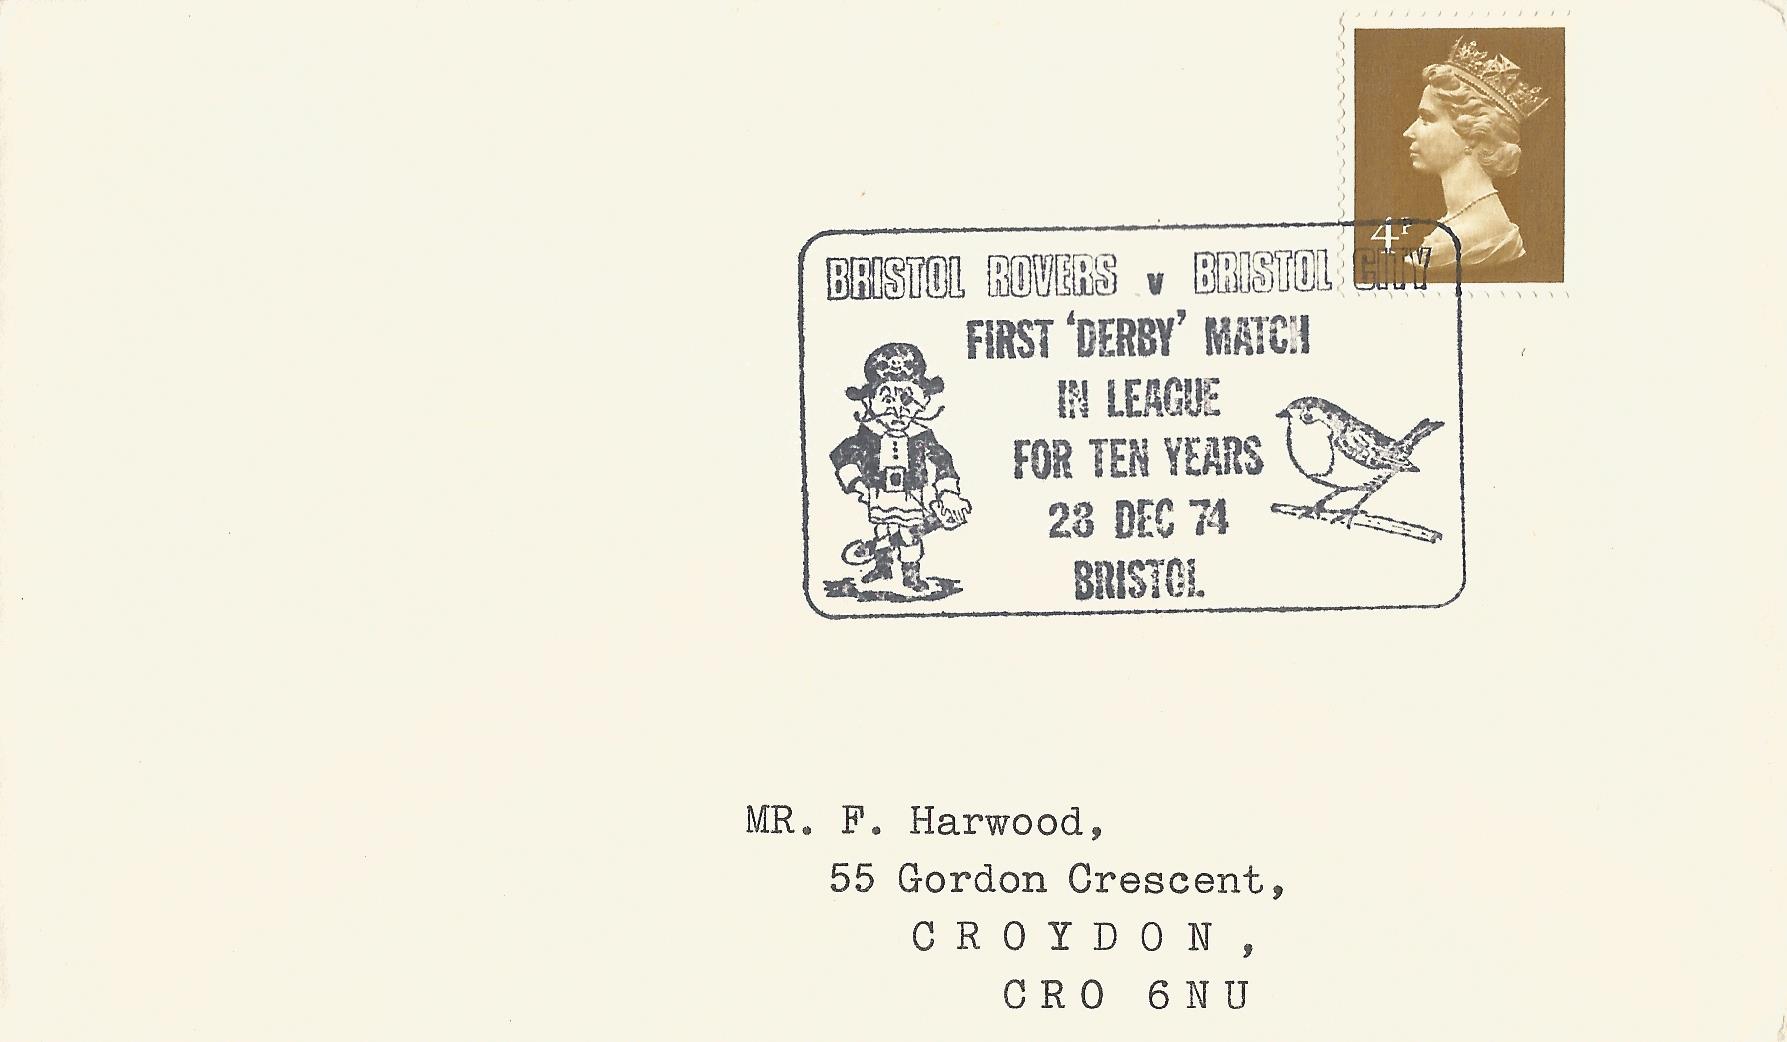 4P
BRISTOL ROVERS v BRISTOL CITY
FIRST 'DERBY' MATCH
IN LEAGUE
FOR TEN YEARS
28 DEC 74
BRISTOL
MR. F. Harwood,
55 Gordon Crescent,
CROYDON,
CRO 6NU